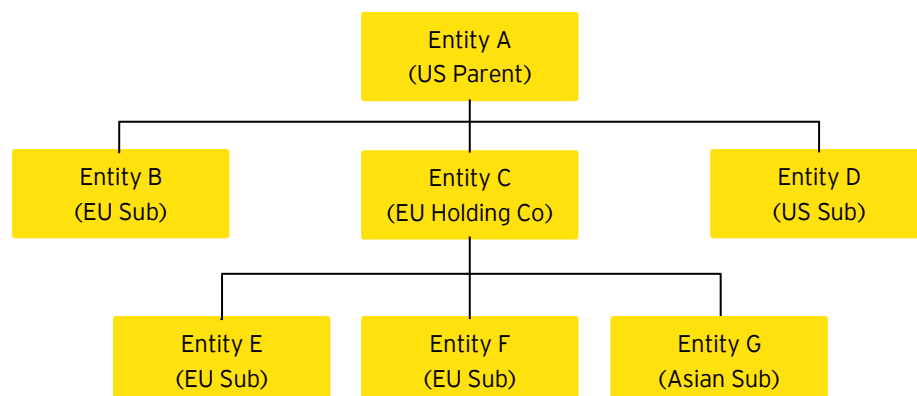 Entity A
(US Parent)
Entity B
(EU Sub)
Entity C
(EU Holding Co)
Entity D
(US Sub)
Entity E
(EU Sub)
Entity F
(EU Sub)
Entity G
(Asian Sub)